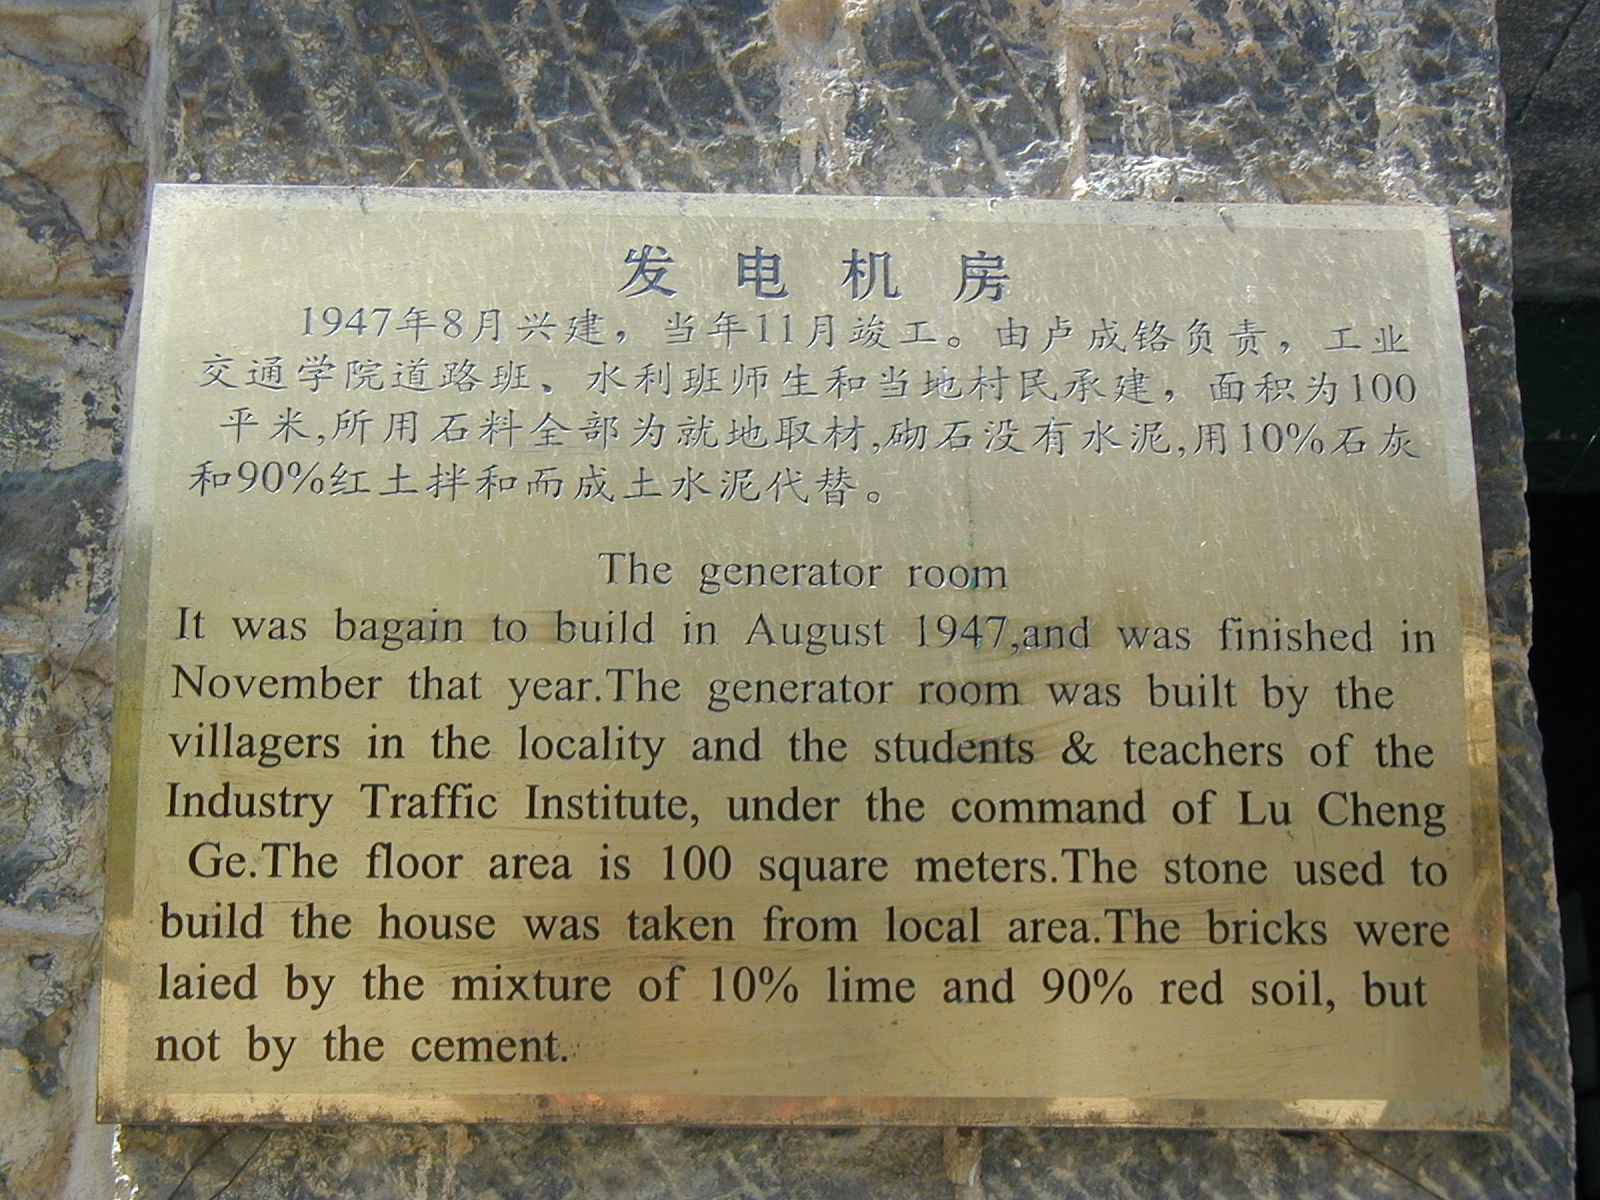 发电机房
1947年8月兴建，当年11月竣工。由卢成铬负责，工业
交通学院道路班、水利班师生和当地村民承建，面积为100
平米,所用石料全部为就地取材,砌石没有水泥,用10%石灰
和90%红土拌和而成土水泥代替。
The generator room
It was bagain to build in August 1947,and was finished in
November that year.The generator room was built by the
villagers in the locality and the students & teachers of the
Industry Traffic Institute, under the command of Lu Cheng
Ge.The floor area is 100 square meters.The stone used to
build the house was taken from local area.The bricks were
laied by the mixture of 10% lime and 90% red soil, but
not by the cement.